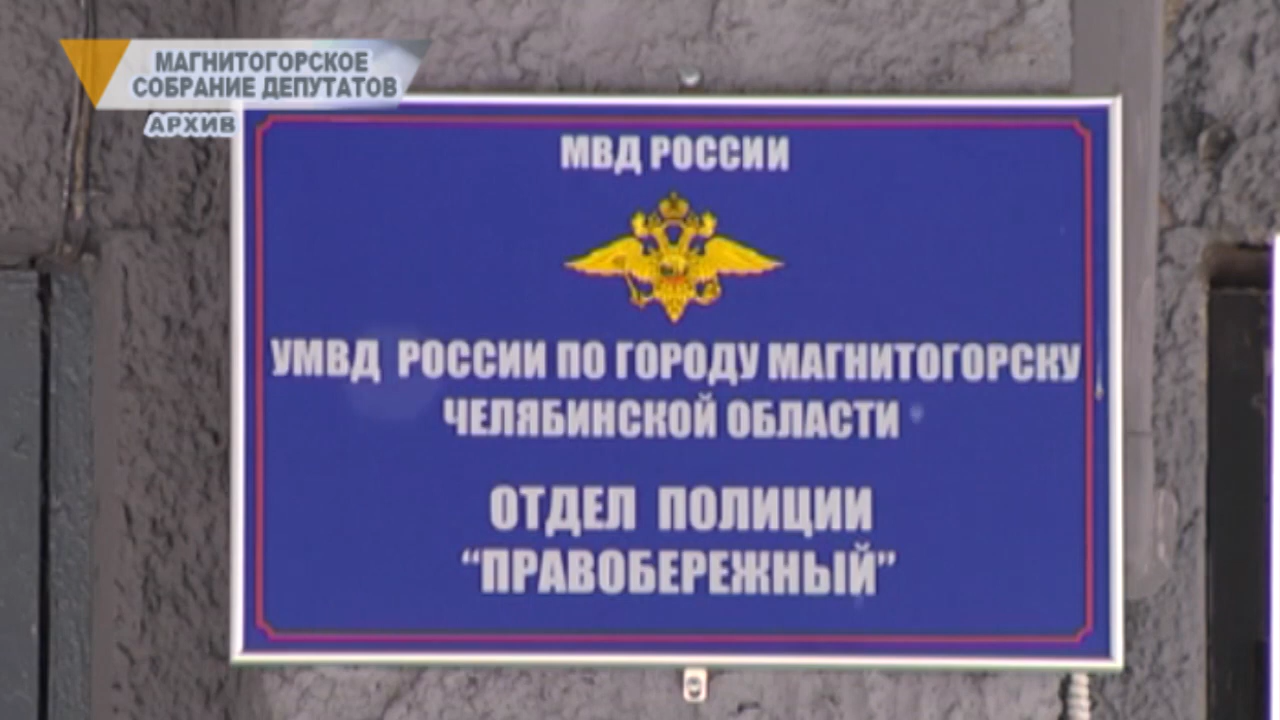 МАГНИТОГОРСКОЕ
СОБРАНИЕ ДЕПУТАТОВ
АРХИВ
МВД РОССИИ
УМВД РОССИИ ПО ГОРОДУ МАГНИТОГОРСКУ
ЧЕЛЯБИНСКОЙ ОБЛАСТИ
ОТДЕЛ ПОЛИЦИИ
“ПРАВОБЕРЕЖНЫЙ”